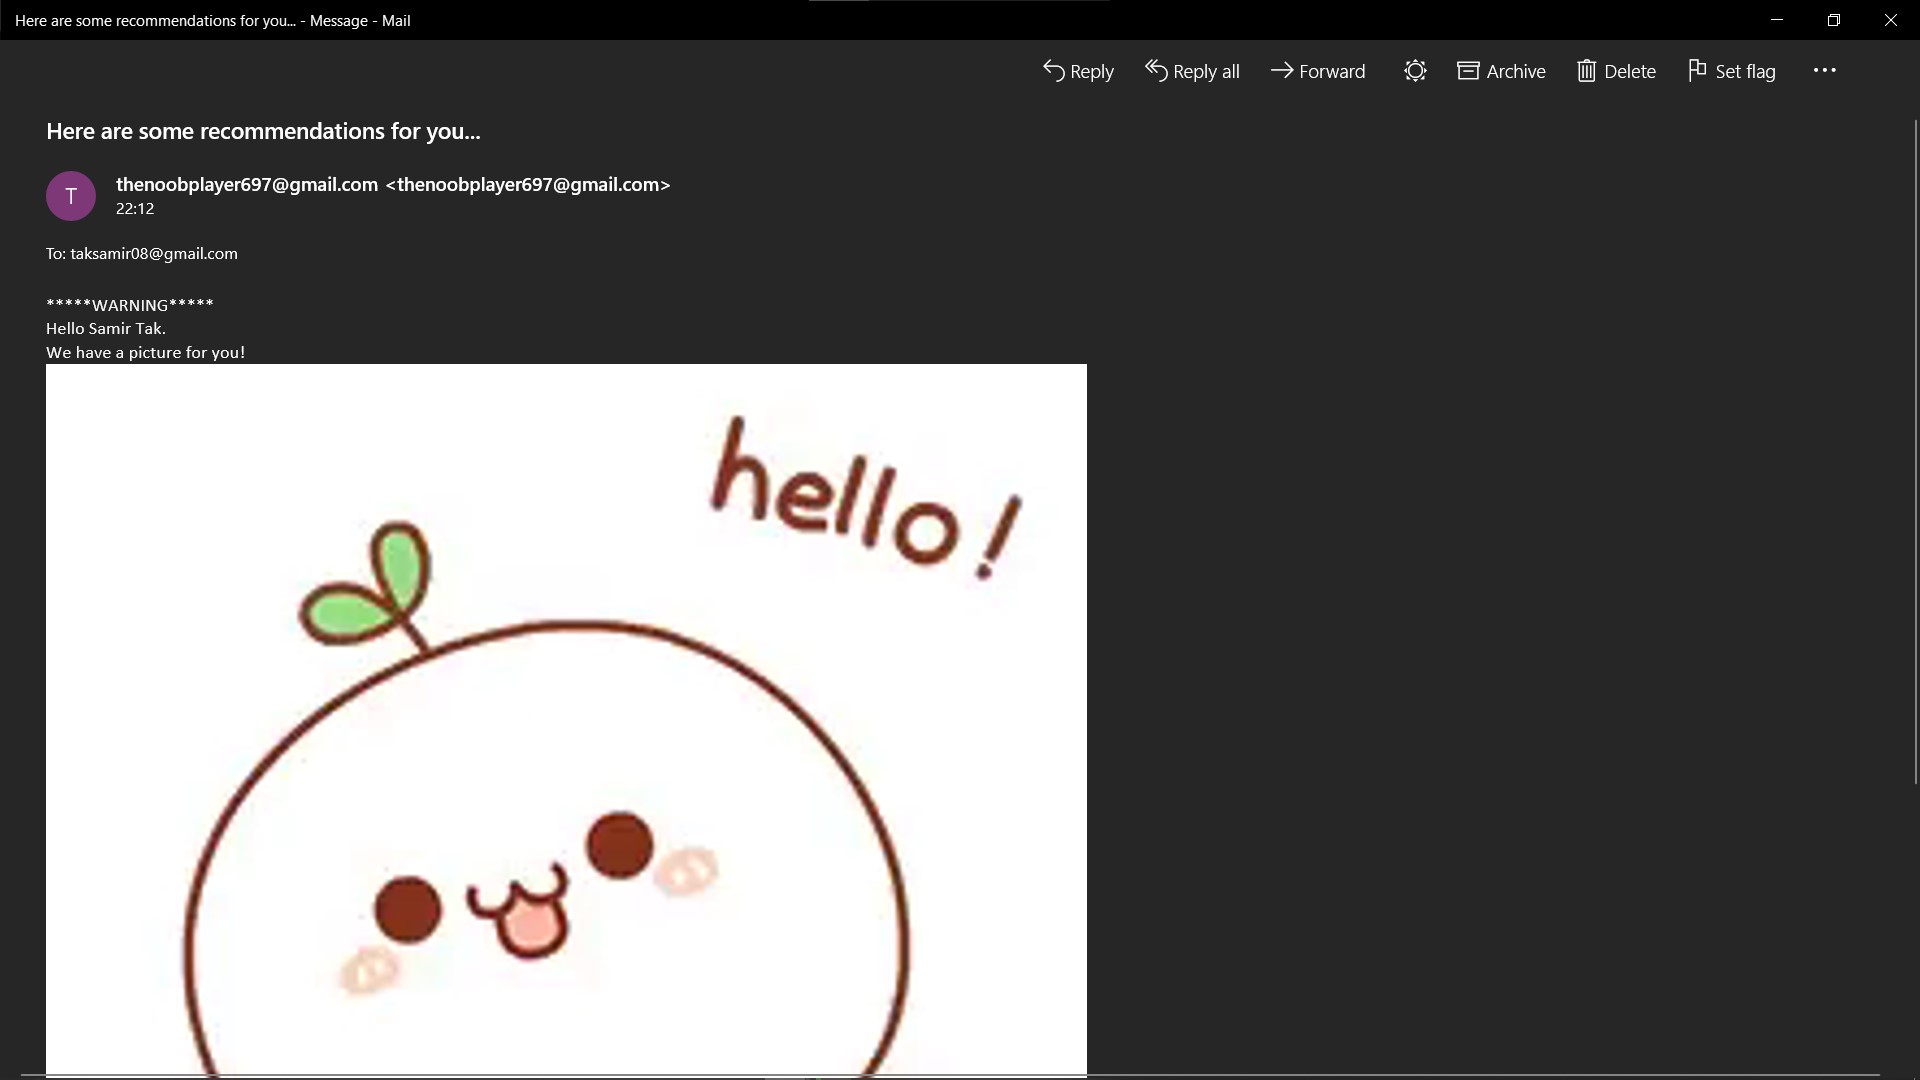 Here are some recommendations for you... - Message - Mail
Reply Reply all Forward Archive Delete Set flag
Here are some recommendations for you...
T
thenoobplayer697@gmail.com <thenoobplayer697@gmail.com>
22:12
To: taksamir08@gmail.com
*****WARNING*****
Hello Samir Tak.
We have a picture for you!
hello!